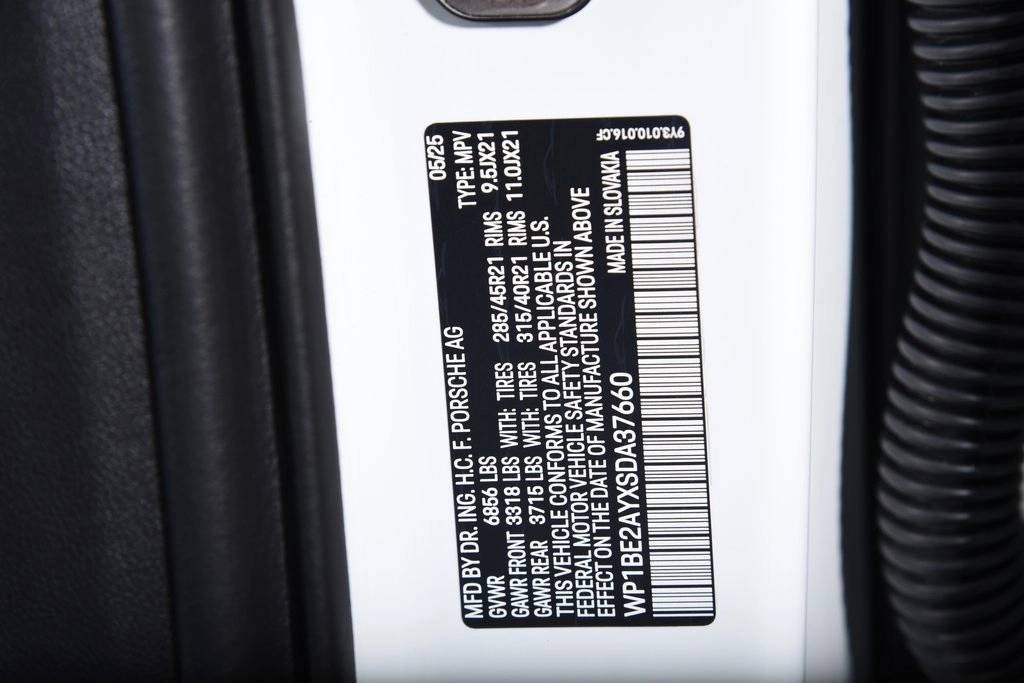 MFD BY DR. ING. H.C. F. PORSCHE AG 05/25
GVWR 6856 LBS TYPE: MPV
GAWR FRONT 3318 LBS WITH: TIRES 285/45R21 RIMS 9.5JX21
GAWR REAR 3715 LBS WITH: TIRES 315/40R21 RIMS 11.0JX21
THIS VEHICLE CONFORMS TO ALL APPLICABLE U.S.
FEDERAL MOTOR VEHICLE SAFETY STANDARDS IN
EFFECT ON THE DATE OF MANUFACTURE SHOWN ABOVE
WP1BE2AYXSDA37660 MADE IN SLOVAKIA
9Y3.010.016.CF